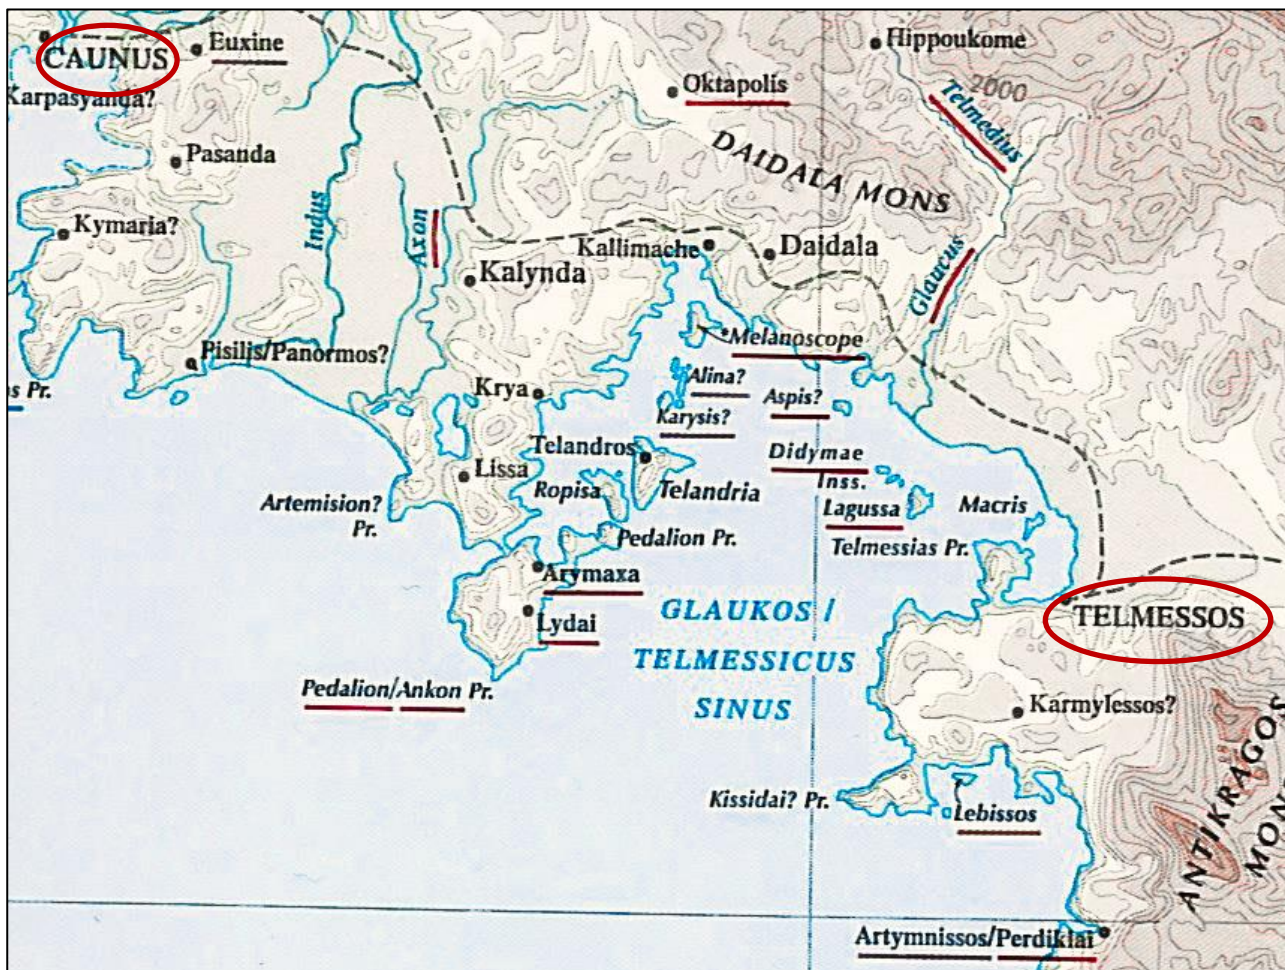 CAUNUS
Euxine
Hippoukome
Karpasyanda?
Oktapolis
2000
Telmedius
Pasanda
DAIDALA MONS
Kymaria?
Indus
Axon
Kallimache
Daidala
Kalynda
Glaucus
Pisilis/Panormos?
*Melanoscope
s Pr.
Krya
Alina?
Aspis?
Karysis?
Telandros
Didymae
Inss.
Lissa
Ropisa
Telandria
Artemision?
Pr.
Lagussa
Macris
Pedalion Pr.
Telmessias Pr.
Arymaxa
Lydai
GLAUKOS /
TELMESSICUS
SINUS
TELMESSOS
Pedalion/Ankon Pr.
Karmylessos?
Kissidai? Pr.
Lebissos
ANTIKRAGOS
MON
Artymnissos/Perdikiai